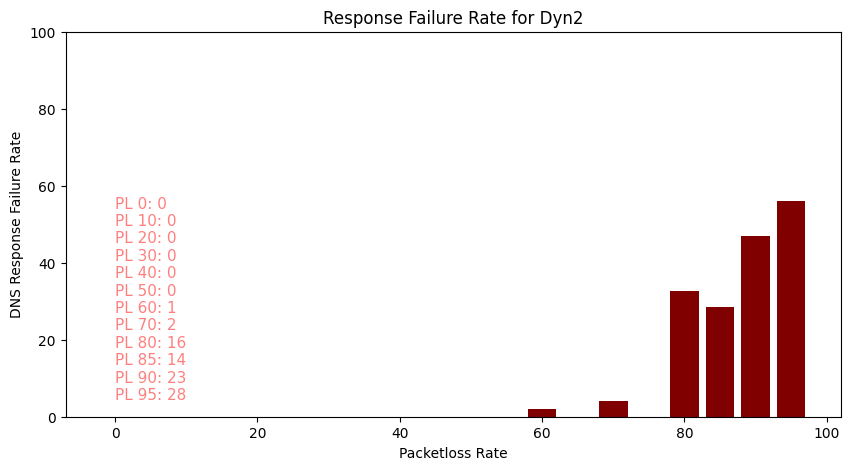 Response Failure Rate for Dyn2
100
80
60
40
20
0
DNS Response Failure Rate
PL 0: 0
PL 10: 0
PL 20: 0
PL 30: 0
PL 40: 0
PL 50: 0
PL 60: 1
PL 70: 2
PL 80: 16
PL 85: 14
PL 90: 23
PL 95: 28
0 20 40 60 80 100
Packetloss Rate